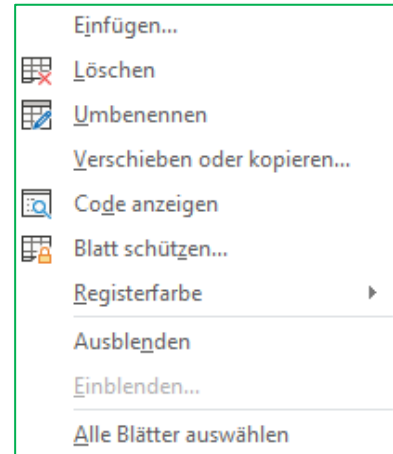 Einfügen...
Löschen
Umbenennen
Verschieben oder kopieren...
Code anzeigen
Blatt schützen...
Registerfarbe
Ausblenden
Einblenden...
Alle Blätter auswählen